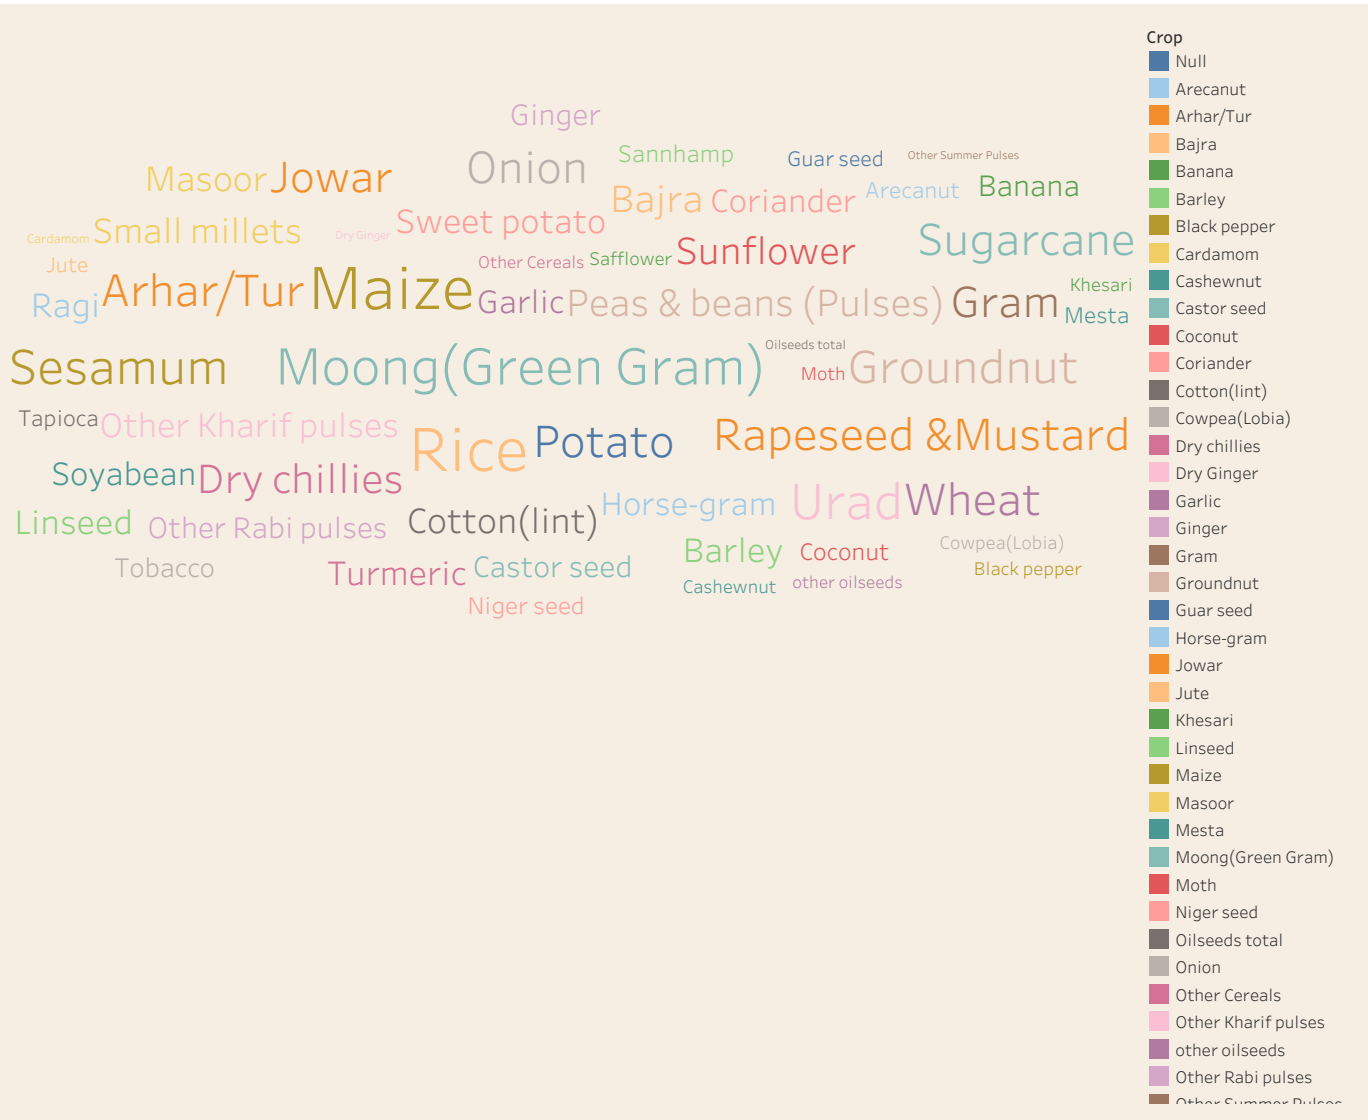 Ginger
Onion
Sannhamp
Guar seed
Other Summer Pulses
Masoor
Jowar
Bajra
Coriander
Arecanut
Banana
Cardamom
Small millets
Dry Ginger
Sweet potato
Sugarcane
Jute
Other Cereals
Safflower
Sunflower
Ragi
Arhar/Tur
Maize
Garlic
Peas & beans (Pulses)
Gram
Khesari
Mesta
Sesamum
Moong(Green Gram)
Oilseeds total
Moth
Groundnut
Tapioca
Other Kharif pulses
Rice
Potato
Rapeseed &Mustard
Soyabean
Dry chillies
Linseed
Other Rabi pulses
Cotton(lint)
Horse-gram
Urad
Wheat
Tobacco
Turmeric
Castor seed
Barley
Coconut
Cowpea(Lobia)
Black pepper
Cashewnut
other oilseeds
Niger seed
Crop
Null
Arecanut
Arhar/Tur
Bajra
Banana
Barley
Black pepper
Cardamom
Cashewnut
Castor seed
Coconut
Coriander
Cotton(lint)
Cowpea(Lobia)
Dry chillies
Dry Ginger
Garlic
Ginger
Gram
Groundnut
Guar seed
Horse-gram
Jowar
Jute
Khesari
Linseed
Maize
Masoor
Mesta
Moong(Green Gram)
Moth
Niger seed
Oilseeds total
Onion
Other Cereals
Other Kharif pulses
other oilseeds
Other Rabi pulses
Other Summer Pulses